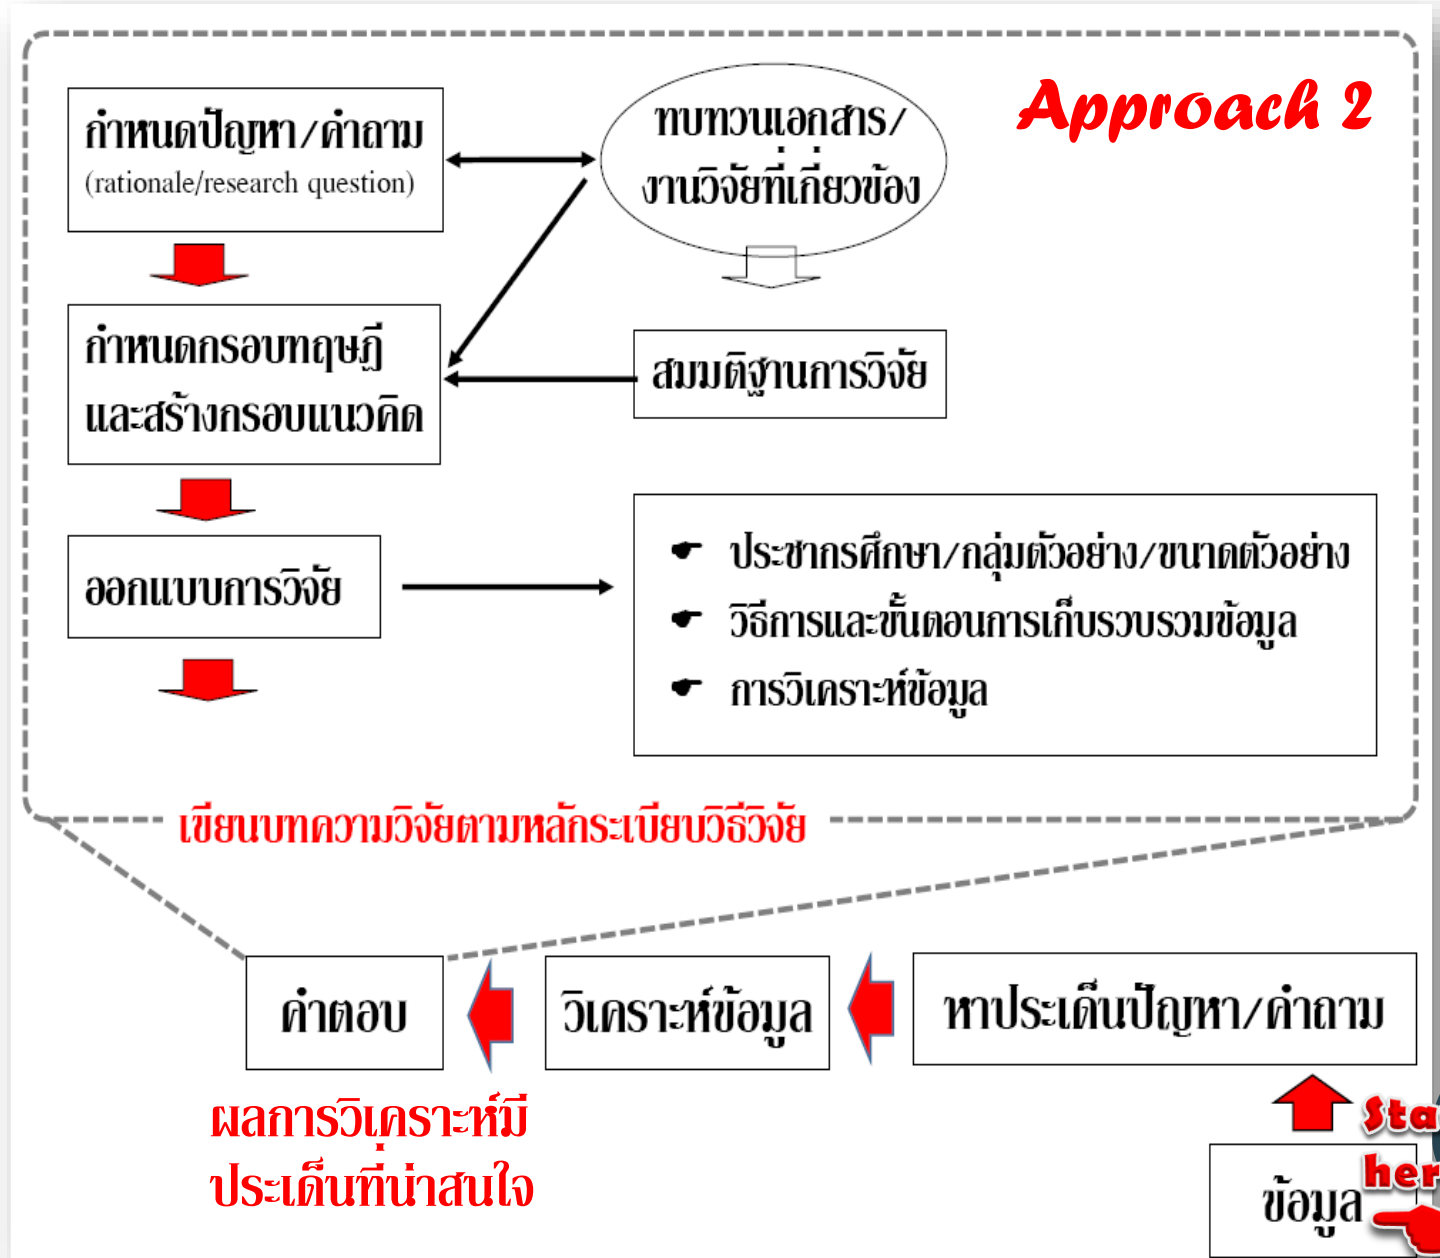 Approach 2
กำหนดปัญหา/คำถาม
(rationale/research question)
ทบทวนเอกสาร/
งานวิจัยที่เกี่ยวข้อง
กำหนดกรอบทฤษฎี
และสร้างกรอบแนวคิด
สมมติฐานการวิจัย
ออกแบบการวิจัย
ประชากรศึกษา/กลุ่มตัวอย่าง/ขนาดตัวอย่าง
วิธีการและขั้นตอนการเก็บรวบรวมข้อมูล
การวิเคราะห์ข้อมูล
เขียนบทความวิจัยตามหลักระเบียบวิธีวิจัย
คำตอบ
วิเคราะห์ข้อมูล
หาประเด็นปัญหา/คำถาม
ผลการวิเคราะห์มี
ประเด็นที่น่าสนใจ
ข้อมูล